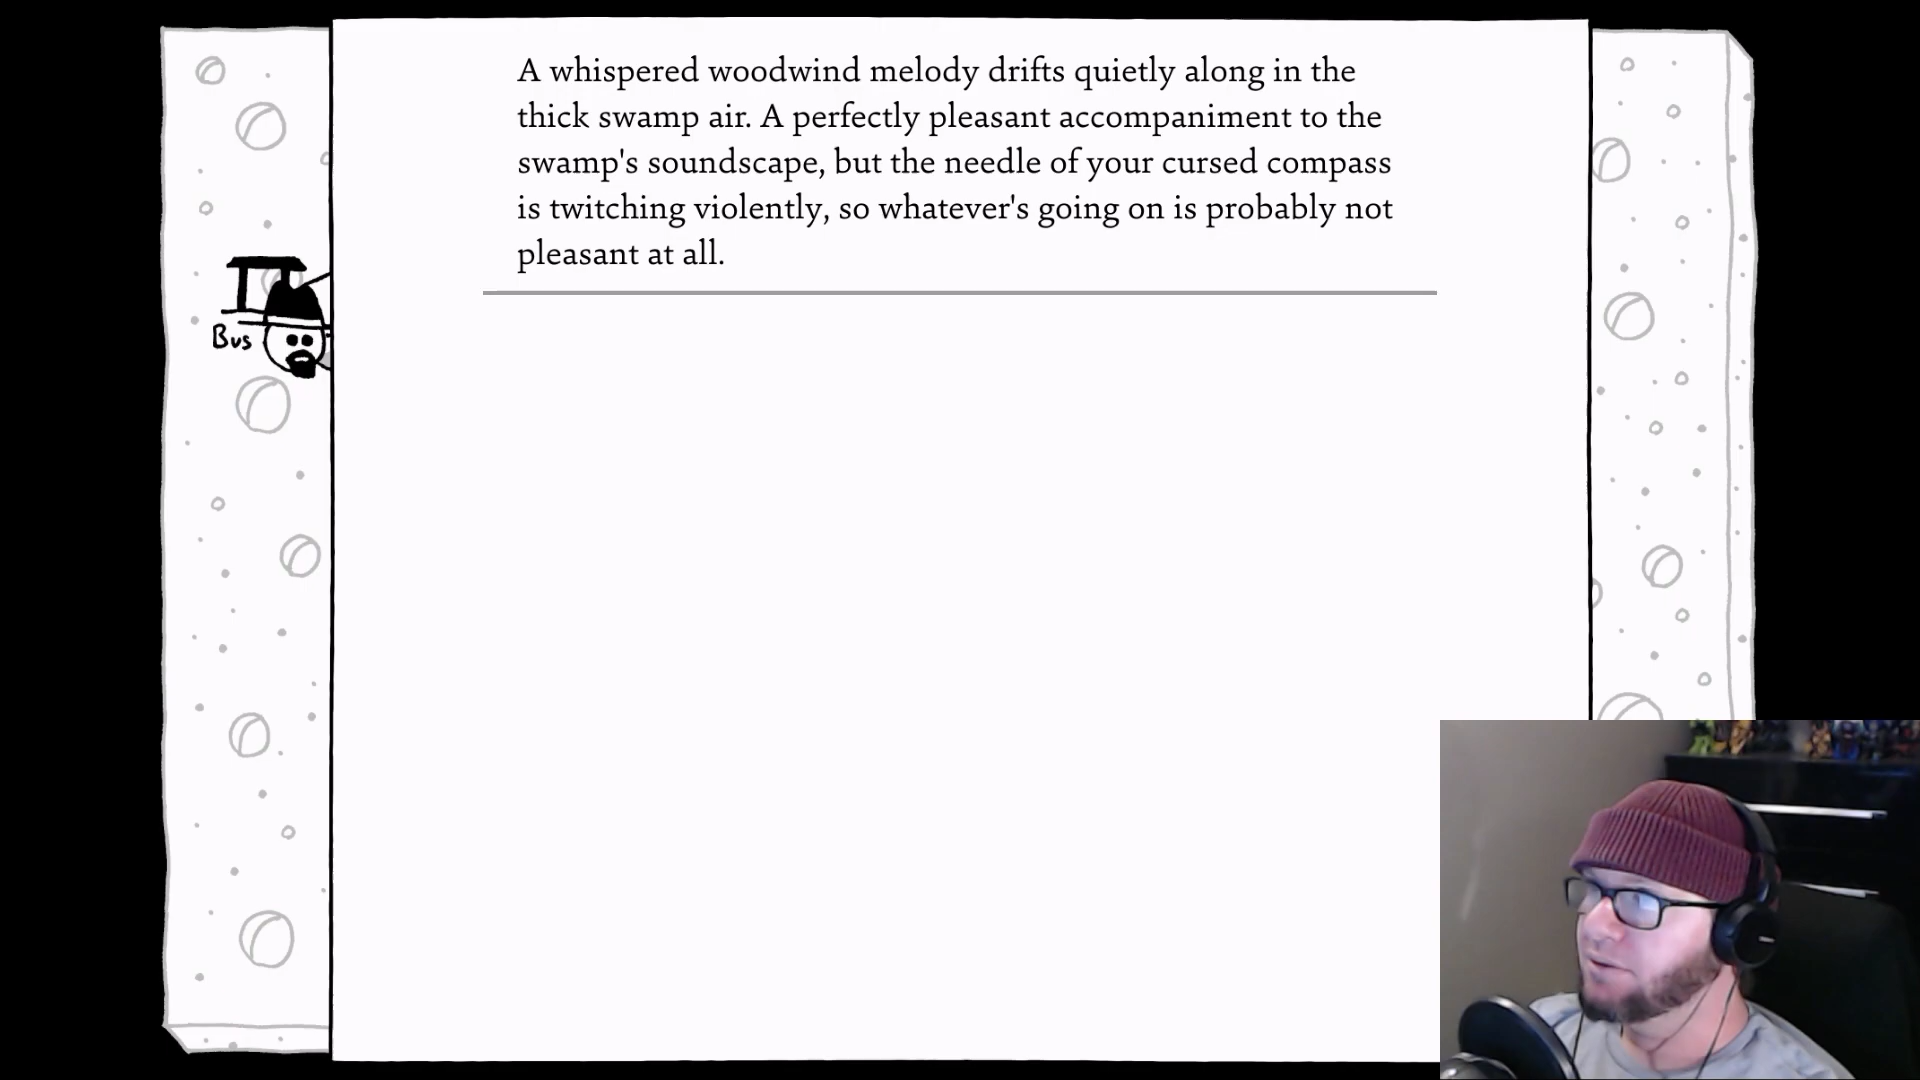 A whispered woodwind melody drifts quietly along in the
thick swamp air. A perfectly pleasant accompaniment to the
swamp's soundscape, but the needle of your cursed compass
is twitching violently, so whatever's going on is probably not
pleasant at all.
Bus